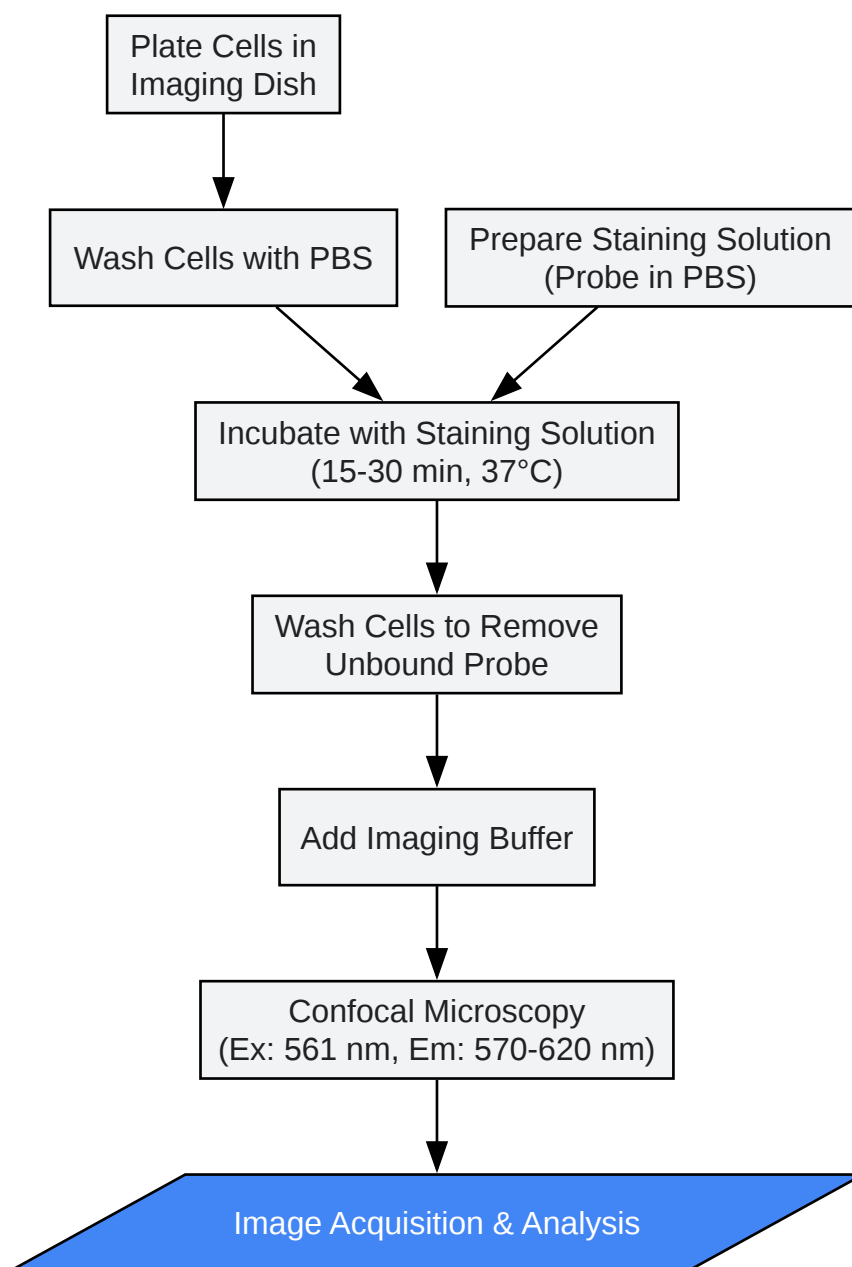 Plate Cells in
Imaging Dish
Wash Cells with PBS
Prepare Staining Solution
(Probe in PBS)
Incubate with Staining Solution
(15-30 min, 37°C)
Wash Cells to Remove
Unbound Probe
Add Imaging Buffer
Confocal Microscopy
(Ex: 561 nm, Em: 570-620 nm)
Image Acquisition & Analysis